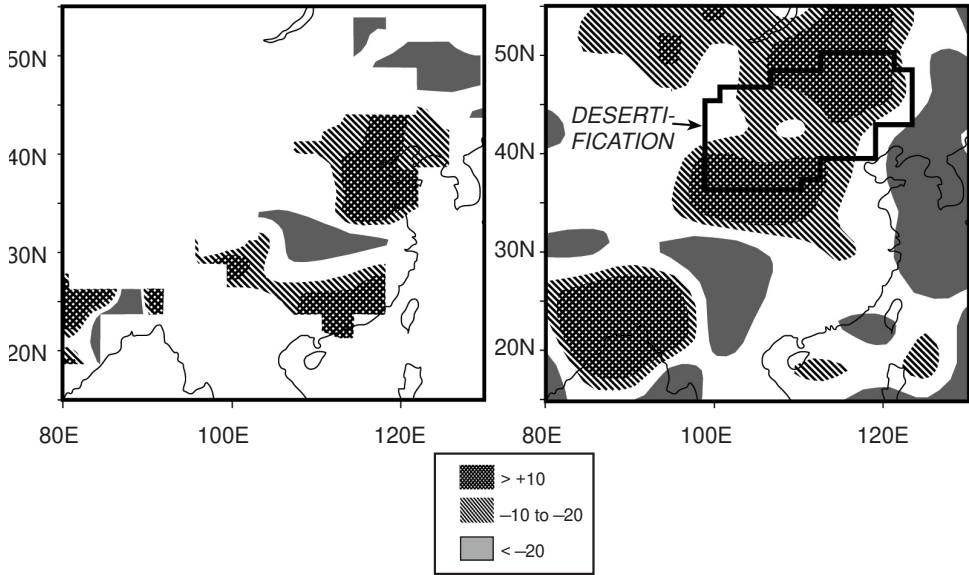 50N
40N
30N
20N
80E
100E
120E
50N
40N
30N
20N
80E
100E
120E
DESERTI-
FICATION
> +10
–10 to –20
< –20